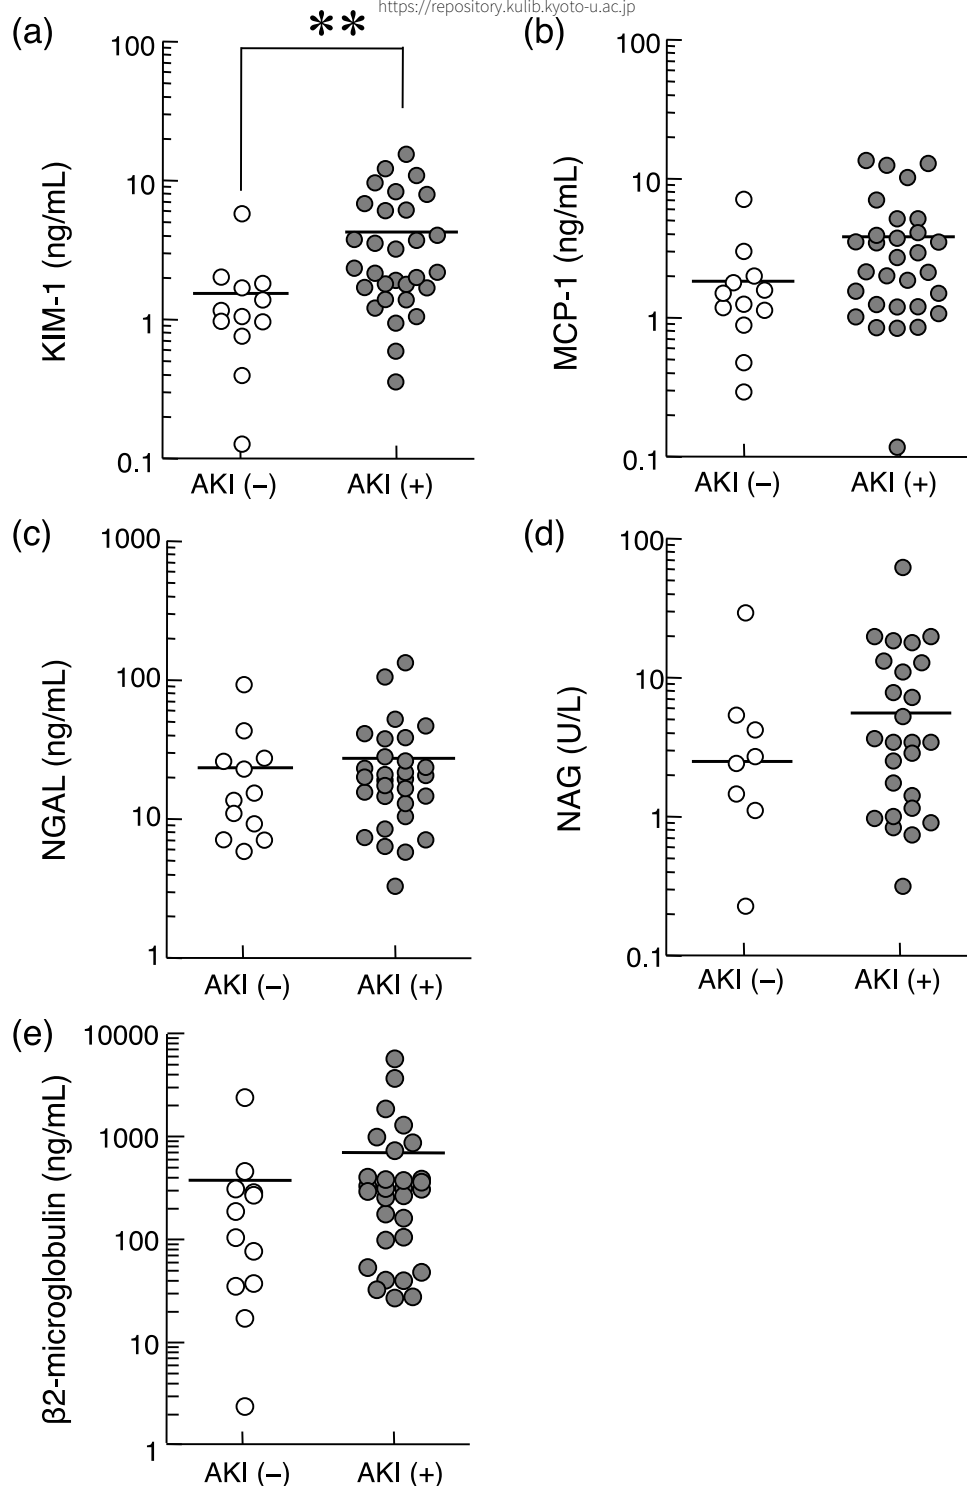 https://repository.kulib.kyoto-u.ac.jp
(a)
**
100
10
1
0.1
KIM-1 (ng/mL)
AKI (−)
AKI (+)
(b)
100
10
1
0.1
MCP-1 (ng/mL)
AKI (−)
AKI (+)
(c)
1000
100
10
1
NGAL (ng/mL)
AKI (−)
AKI (+)
(d)
100
10
1
0.1
NAG (U/L)
AKI (−)
AKI (+)
(e)
10000
1000
100
10
1
β2-microglobulin (ng/mL)
AKI (−)
AKI (+)